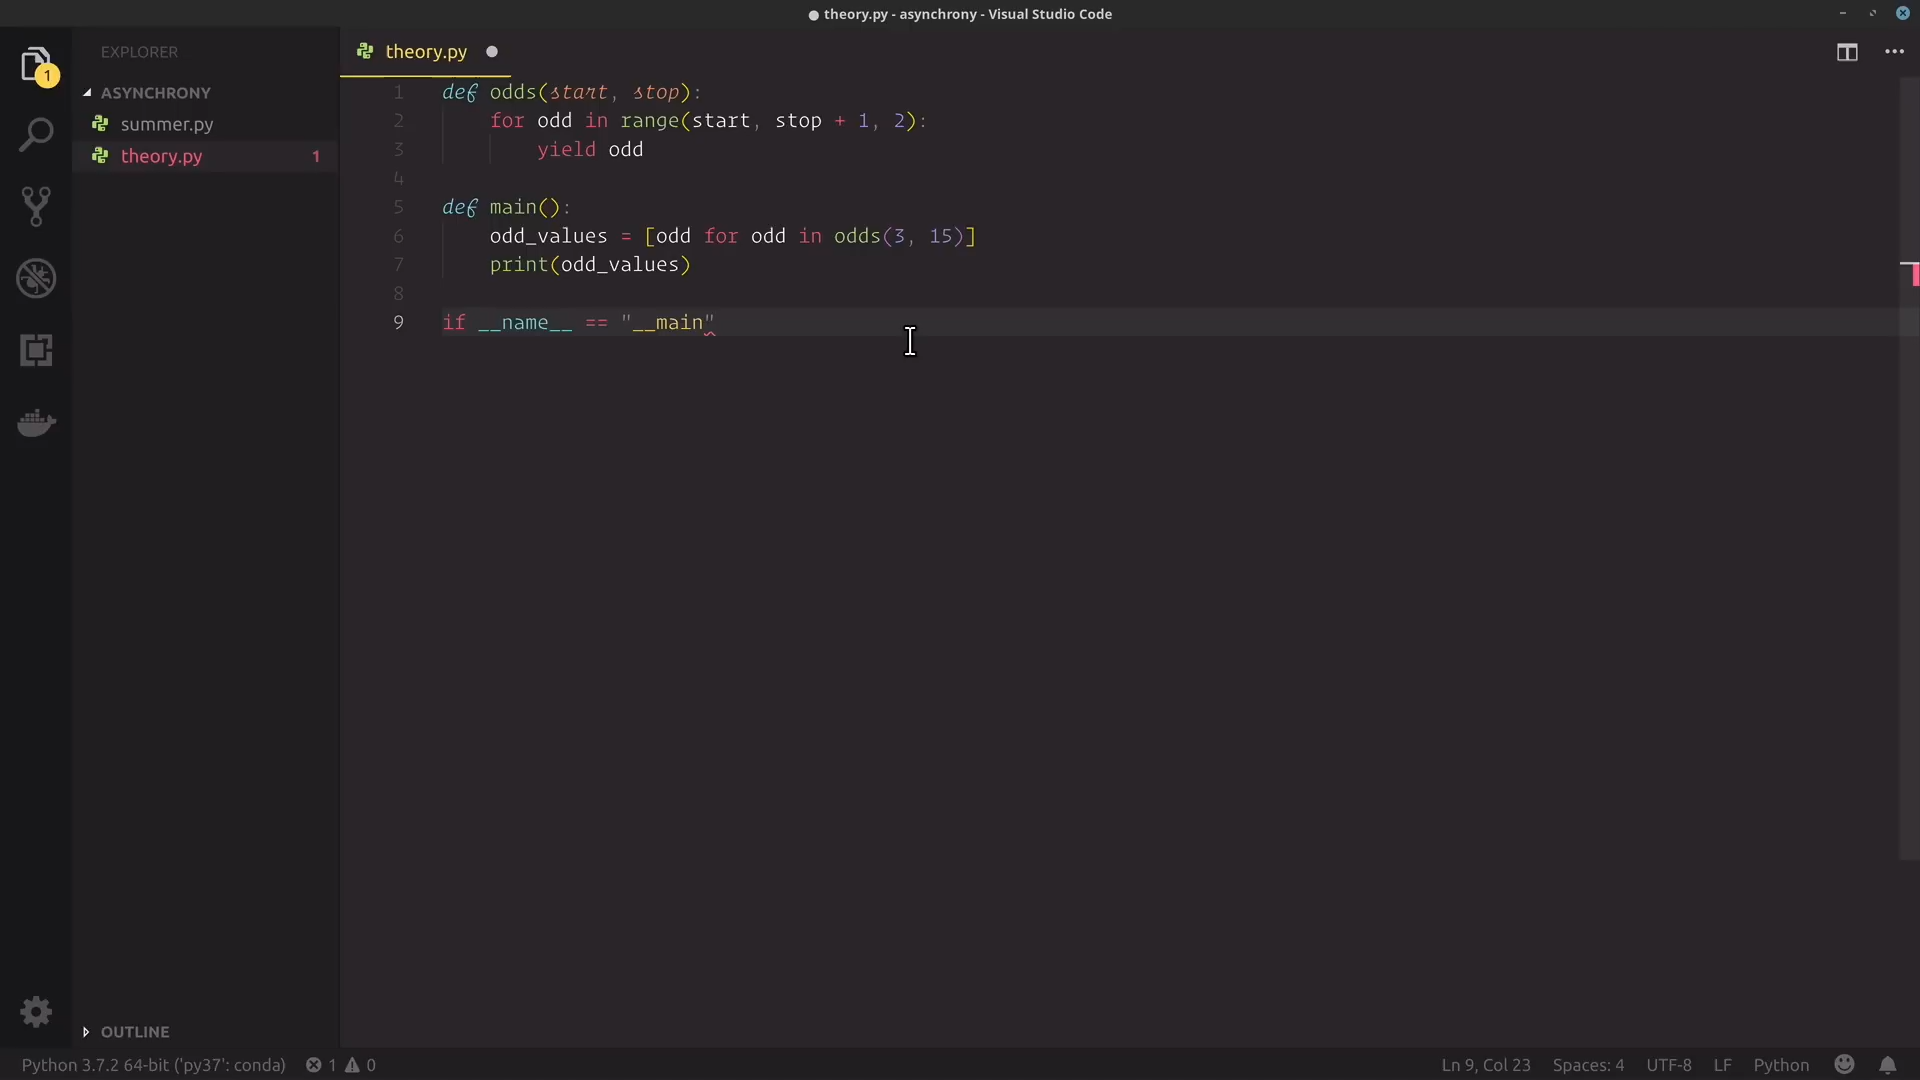 ● theory.py - asynchrony - Visual Studio Code
EXPLORER
1
ASYNCHRONY
summer.py
theory.py 1
theory.py ●
1 def odds(start, stop):
2     for odd in range(start, stop + 1, 2):
3         yield odd
4
5 def main():
6     odd_values = [odd for odd in odds(3, 15)]
7     print(odd_values)
8
9 if __name__ == "__main"
OUTLINE
Python 3.7.2 64-bit ('py37': conda) 1 0 Ln 9, Col 23 Spaces: 4 UTF-8 LF Python